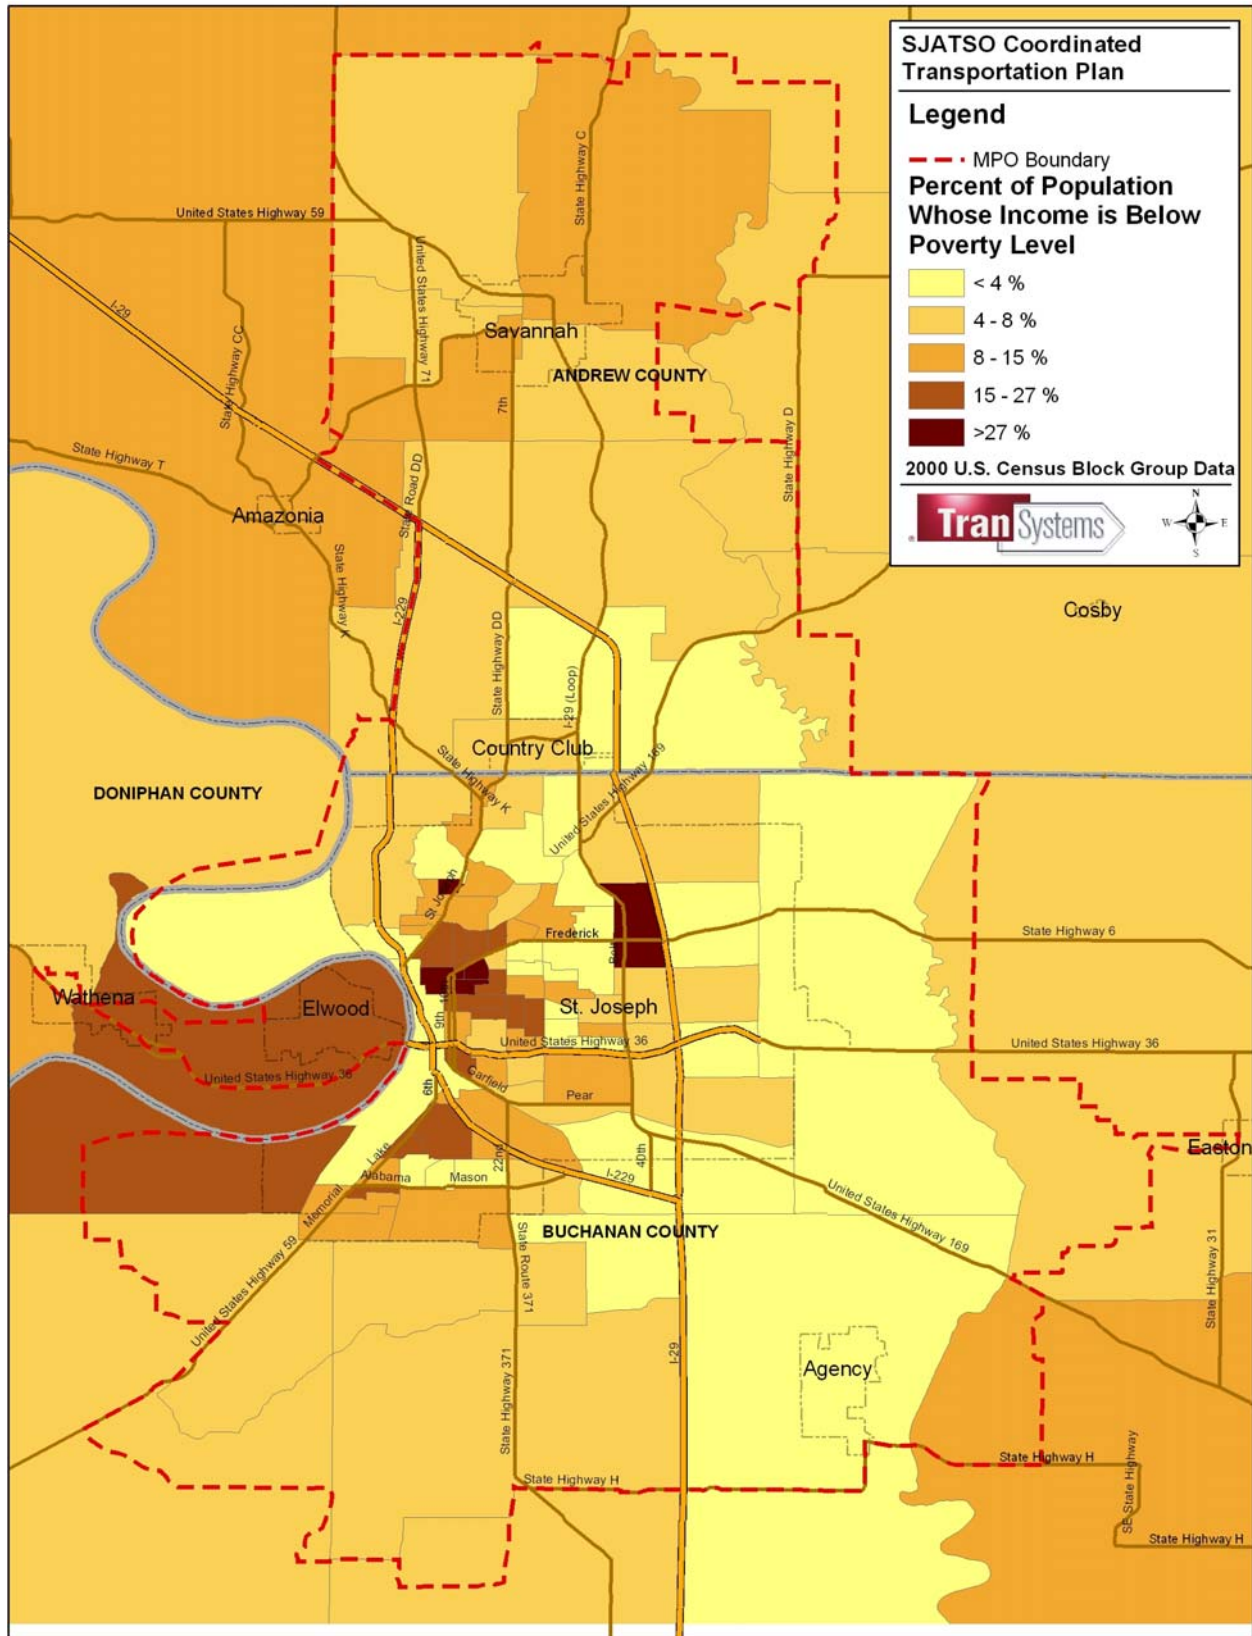 SJATSO Coordinated
Transportation Plan
Legend
MPO Boundary
Percent of Population
Whose Income is Below
Poverty Level
< 4 %
4 - 8 %
8 - 15 %
15 - 27 %
>27 %
2000 U.S. Census Block Group Data
TranSystems
®
N
W
E
S
State Highway C
United States Highway 59
United States Highway 71
I-29
State Highway CC
Savannah
ANDREW COUNTY
7th
State Highway D
State Highway T
State Road DD
Amazonia
State Highway K
I-229
Cosby
State Highway DD
I-29 (Loop)
Country Club
State Highway K
United States Highway 169
DONIPHAN COUNTY
St Joseph
Frederick
State Highway 6
Wathena
Elwood
9th
St. Joseph
United States Highway 36
United States Highway 36
United States Highway 36
Garfield
6th
Pear
Lake
22nd
40th
Easton
Alabama
Mason
I-229
Memorial
United States Highway 169
BUCHANAN COUNTY
United States Highway 59
State Route 371
State Highway 31
I-29
Agency
State Highway 371
State Highway H
State Highway H
SE State Highway
State Highway H